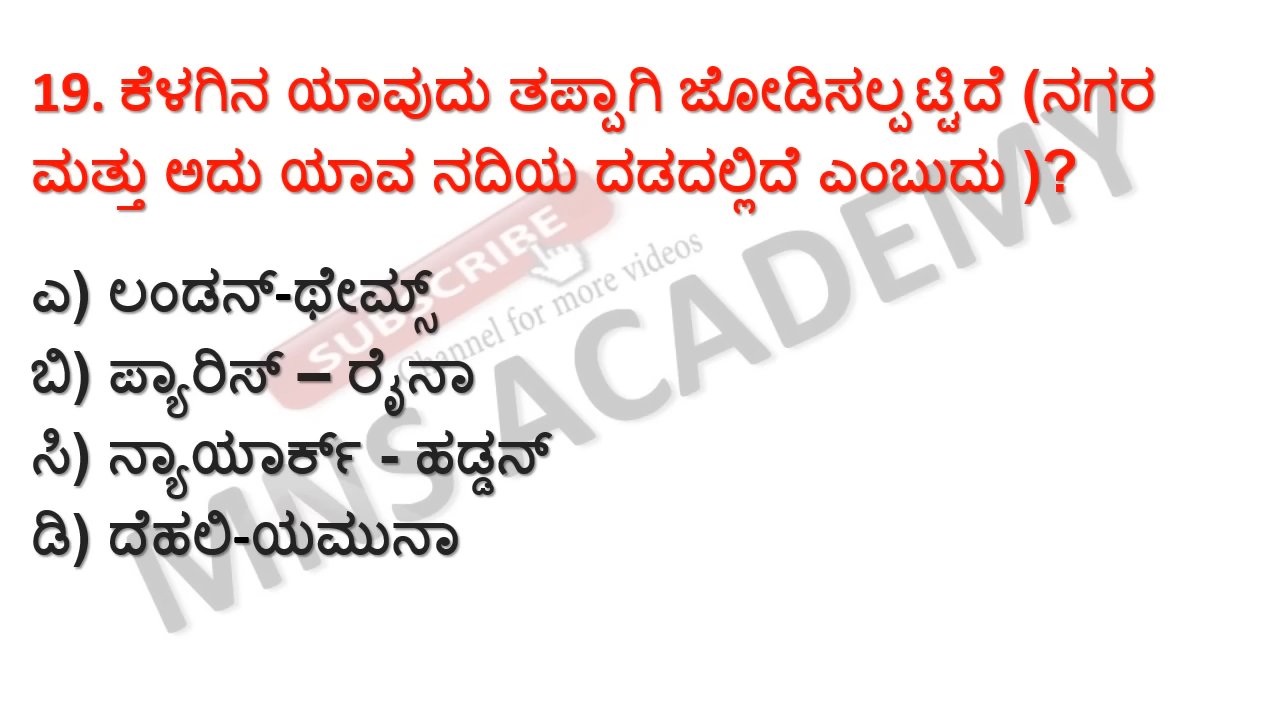 19. ಕೆಳಗಿನ ಯಾವುದು ತಪ್ಪಾಗಿ ಜೋಡಿಸಲ್ಪಟ್ಟಿದೆ (ನಗರ
ಮತ್ತು ಅದು ಯಾವ ನದಿಯ ದಡದಲ್ಲಿದೆ ಎಂಬುದು )?
ಎ) ಲಂಡನ್-ಥೇಮ್ಸ್
ಬಿ) ಪ್ಯಾರಿಸ್ – ರೈನಾ
ಸಿ) ನ್ಯೂಯಾರ್ಕ್ - ಹಡ್ಡನ್
ಡಿ) ದೆಹಲಿ-ಯಮುನಾ
SUBSCRIBE
Channel for more videos
MNS ACADEMY